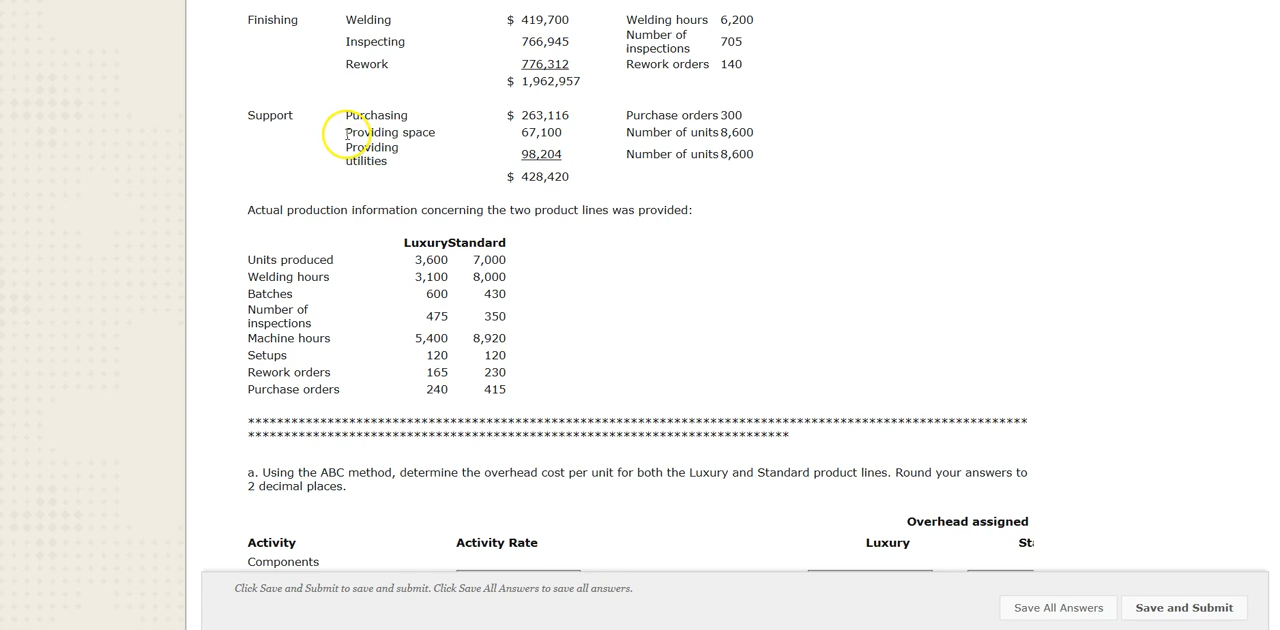 Finishing Welding $ 419,700 Welding hours 6,200
Inspecting 766,945 Number of inspections 705
Rework 776,312 Rework orders 140
$ 1,962,957
Support Purchasing $ 263,116 Purchase orders 300
Providing space 67,100 Number of units 8,600
Providing utilities 98,204 Number of units 8,600
$ 428,420
Actual production information concerning the two product lines was provided:
Luxury Standard
Units produced 3,600 7,000
Welding hours 3,100 8,000
Batches 600 430
Number of inspections 475 350
Machine hours 5,400 8,920
Setups 120 120
Rework orders 165 230
Purchase orders 240 415
a. Using the ABC method, determine the overhead cost per unit for both the Luxury and Standard product lines. Round your answers to
2 decimal places.
Overhead assigned
Activity Activity Rate Luxury
Components
Click Save and Submit to save and submit. Click Save All Answers to save all answers.
Save All Answers Save and Submit